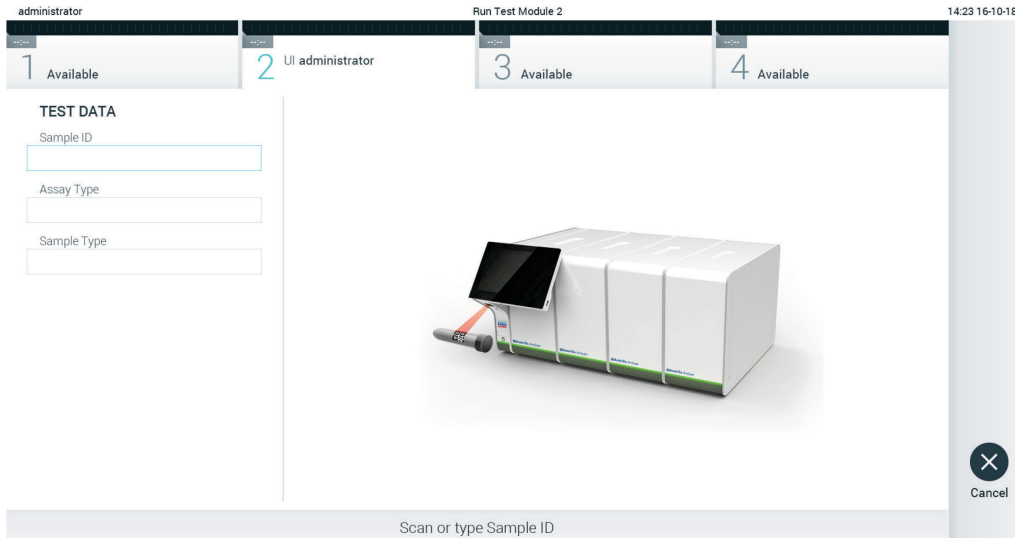 administrator
Run Test Module 2
14:23 16-10-18
--:--
1 Available
--:--
2 UI administrator
--:--
3 Available
--:--
4 Available
TEST DATA
Sample ID
Assay Type
Sample Type
Cancel
Scan or type Sample ID